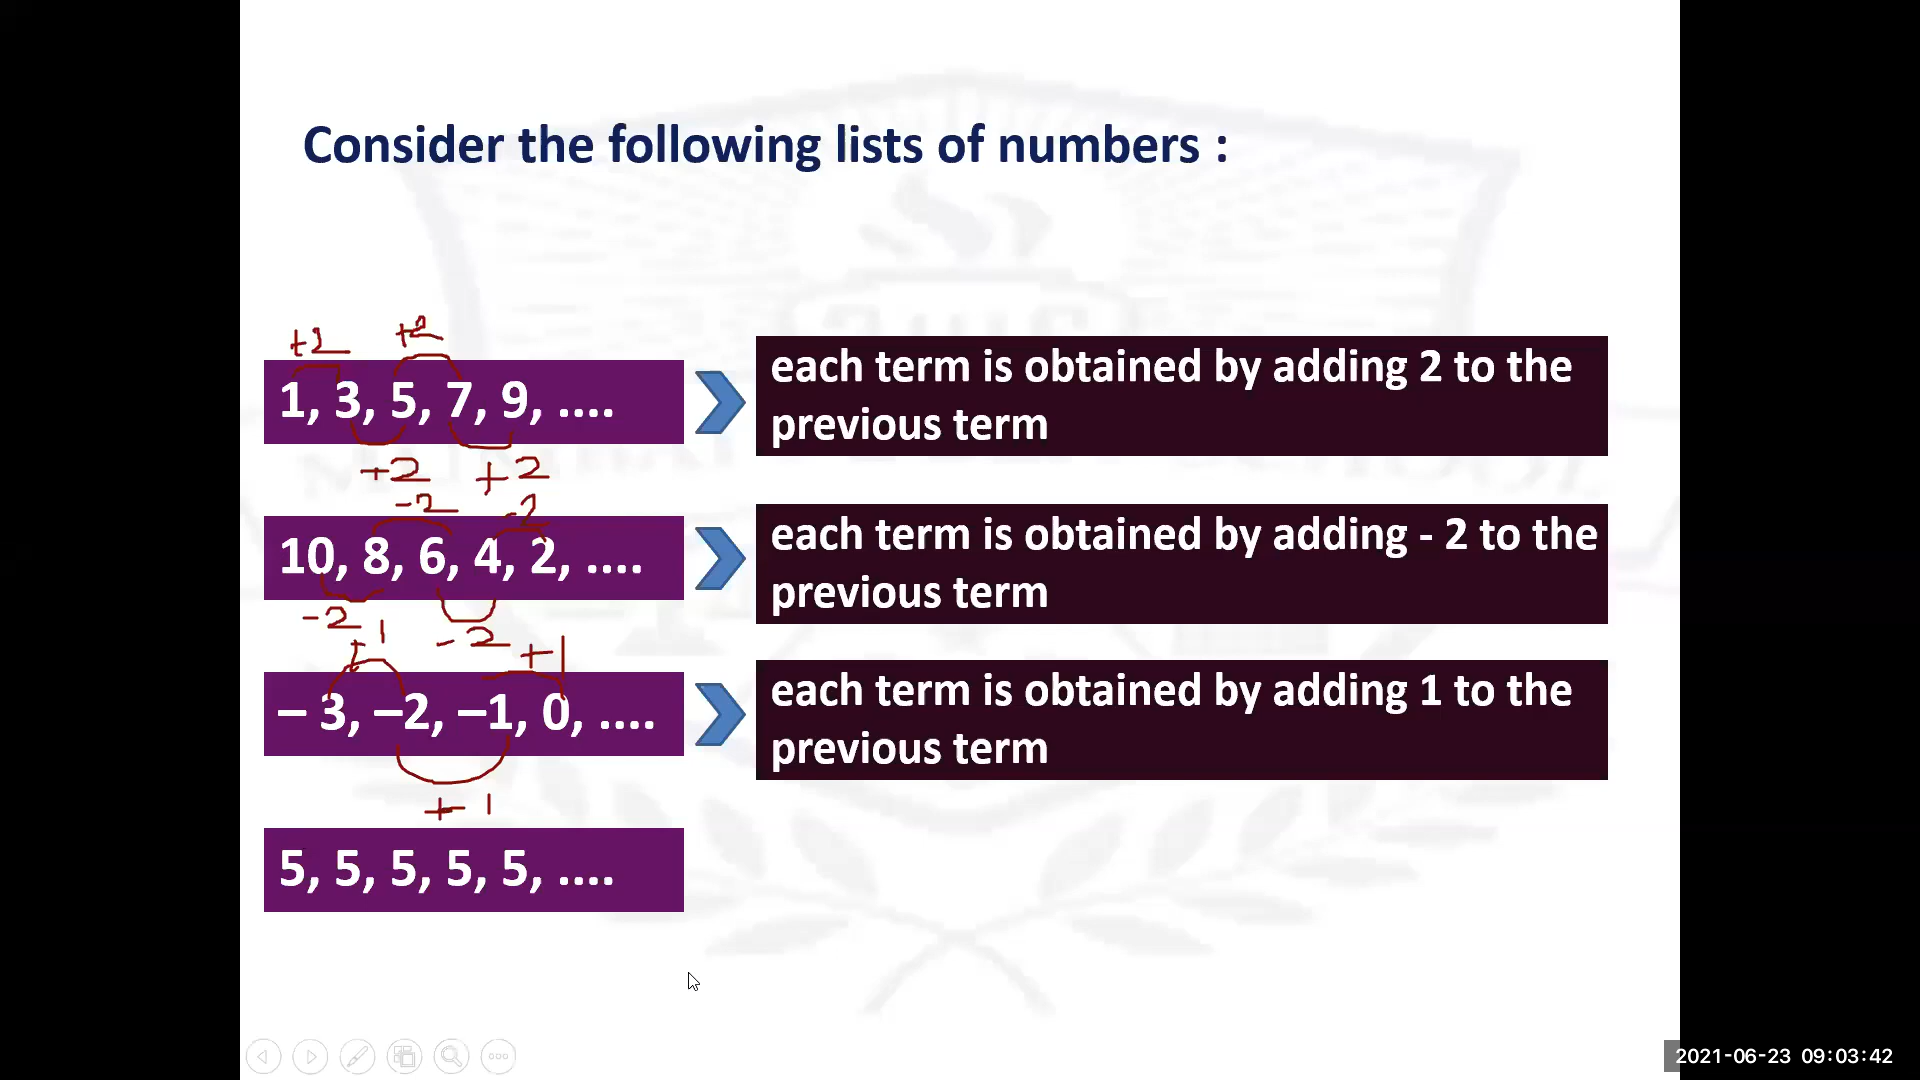 Consider the following lists of numbers :
+2 +2
1, 3, 5, 7, 9, ....
each term is obtained by adding 2 to the
previous term
+2 +2
-2 -2
10, 8, 6, 4, 2, ....
each term is obtained by adding - 2 to the
previous term
-2 -2
+1 +1
– 3, –2, –1, 0, ....
each term is obtained by adding 1 to the
previous term
+1
5, 5, 5, 5, 5, ....
2021-06-23 09:03:42